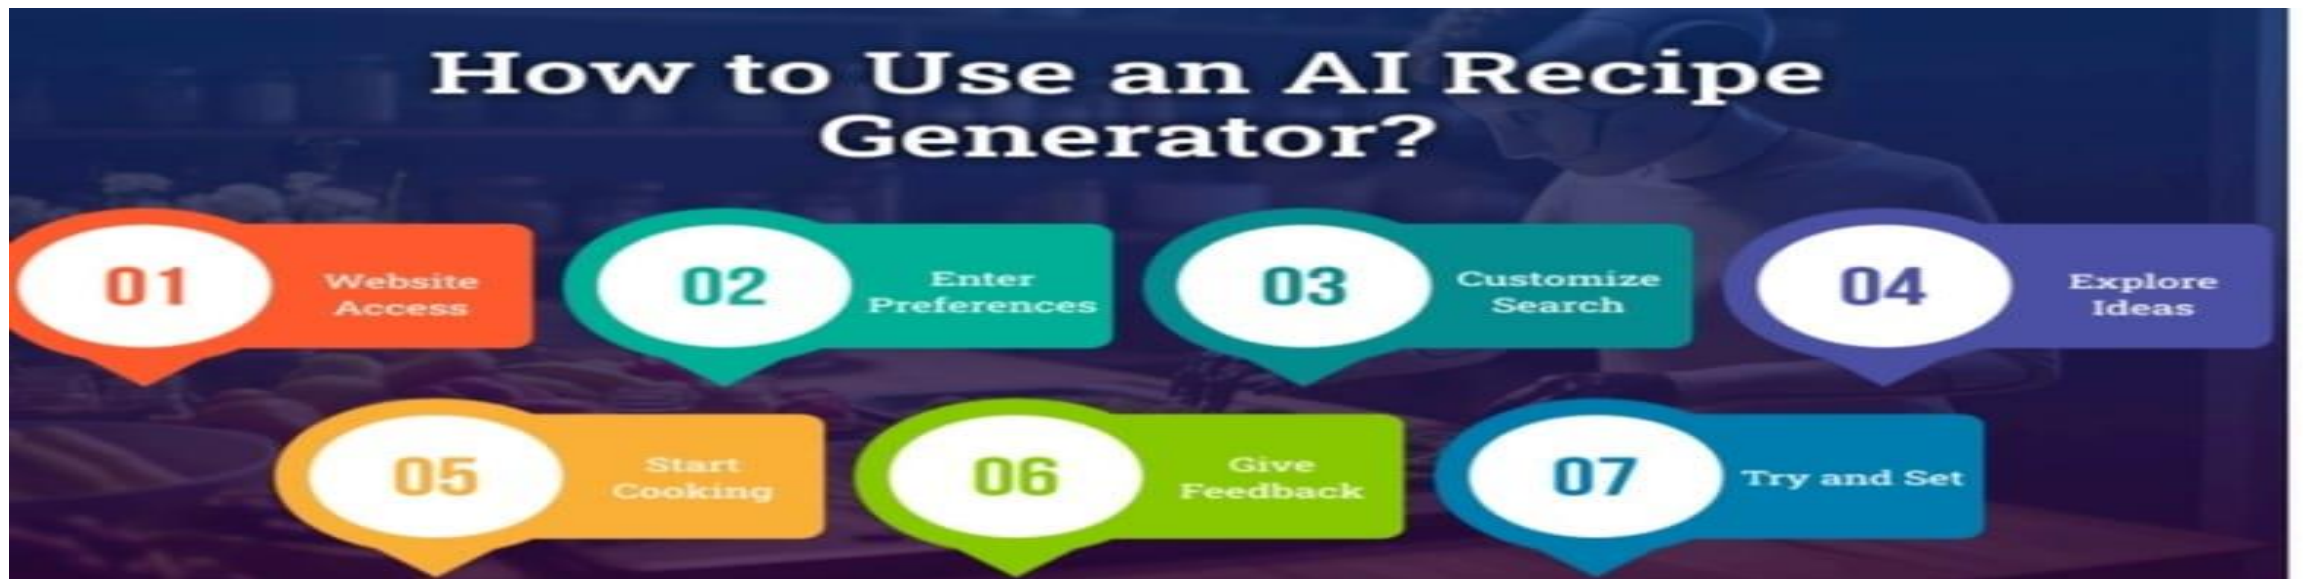 How to Use an AI Recipe
Generator?
01
Website
Access
02
Enter
Preferences
03
Customize
Search
04
Explore
Ideas
05
Start
Cooking
06
Give
Feedback
07
Try and Set